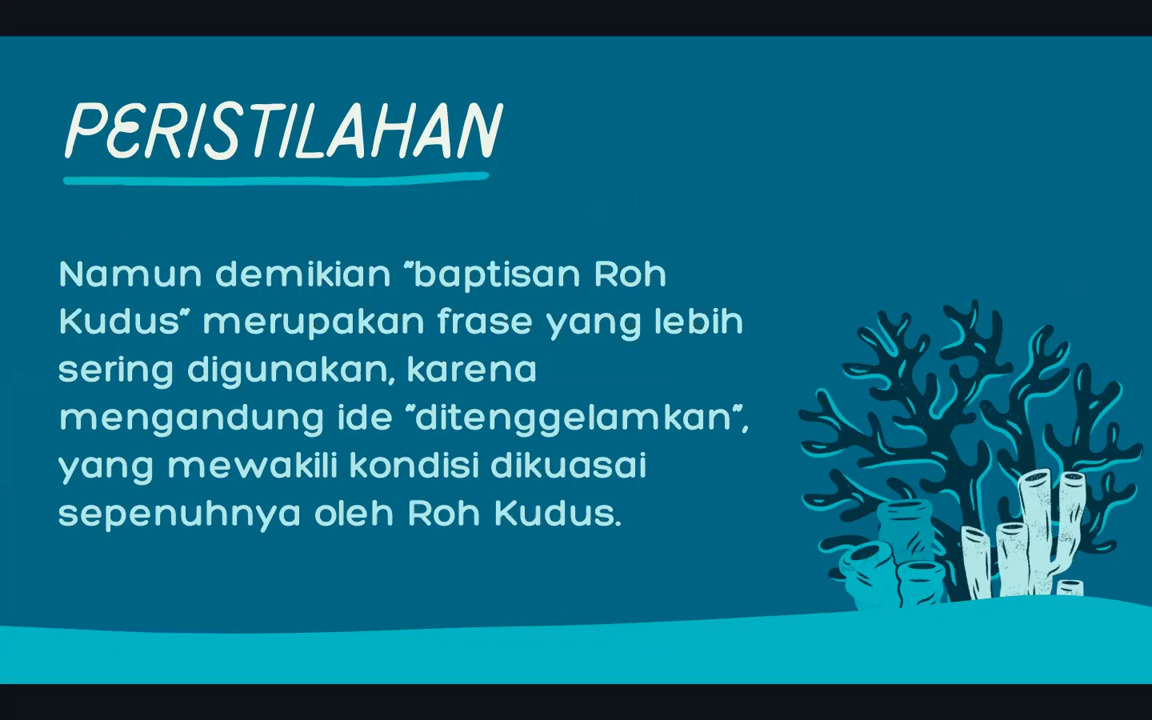 PERISTILAHAN
Namun demikian “baptisan Roh
Kudus” merupakan frase yang lebih
sering digunakan, karena
mengandung ide “ditenggelamkan”,
yang mewakili kondisi dikuasai
sepenuhnya oleh Roh Kudus.